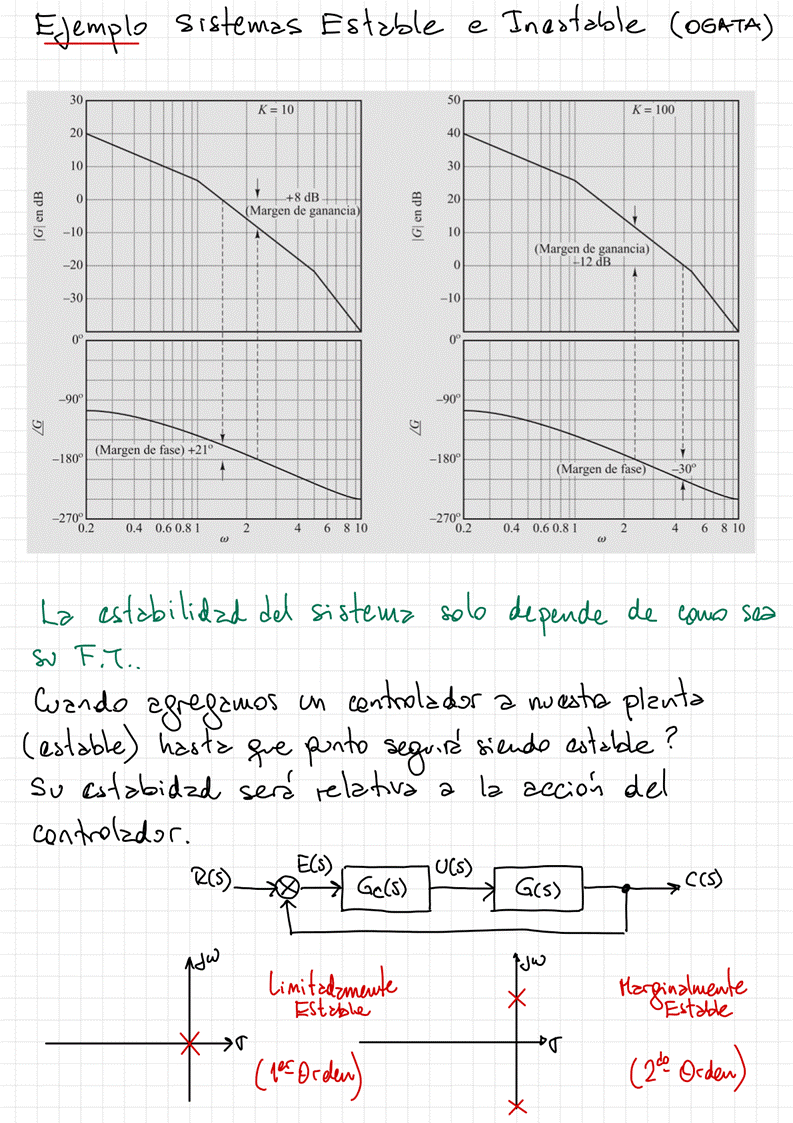 Ejemplo Sistemas Estable e Inestable (OGATA)
30
20
10
0
−10
−20
−30
|G| en dB
K = 10
+8 dB
(Margen de ganancia)
0°
−90°
−180°
−270°
∠G
(Margen de fase) +21°
0.2 0.4 0.6 0.8 1 2 4 6 8 10
ω
50
40
30
20
10
0
−10
|G| en dB
K = 100
(Margen de ganancia)
−12 dB
0°
−90°
−180°
−270°
∠G
(Margen de fase) −30°
0.2 0.4 0.6 0.8 1 2 4 6 8 10
ω
La estabilidad del sistema solo depende de como sea
su F.T..
Cuando agregamos un controlador a nuestra planta
(estable) hasta que punto seguirá siendo estable?
Su estabidad será relativa a la acción del
controlador.
R(s) E(s) Gc(s) U(s) G(s) C(s)
jω
σ
Limitadamente
Estable
(1er Orden)
jω
σ
Marginalmente
Estable
(2do Orden)